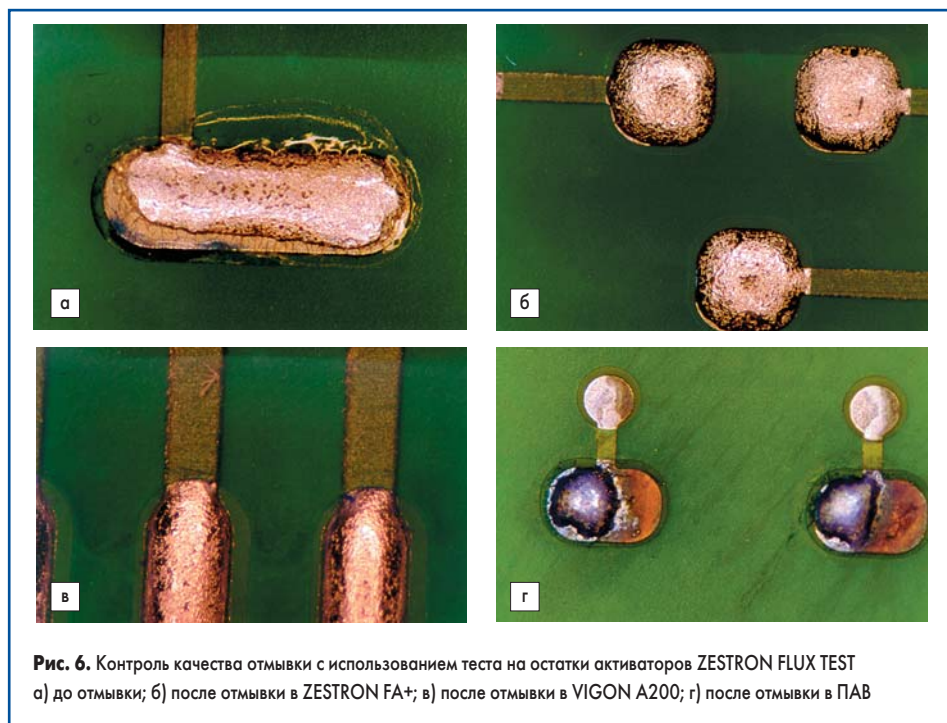 а
б
в
г
Рис. 6. Контроль качества отмывки с использованием теста на остатки активаторов ZESTRON FLUX TEST
а) до отмывки; б) после отмывки в ZESTRON FA+; в) после отмывки в VIGON A200; г) после отмывки в ПАВ